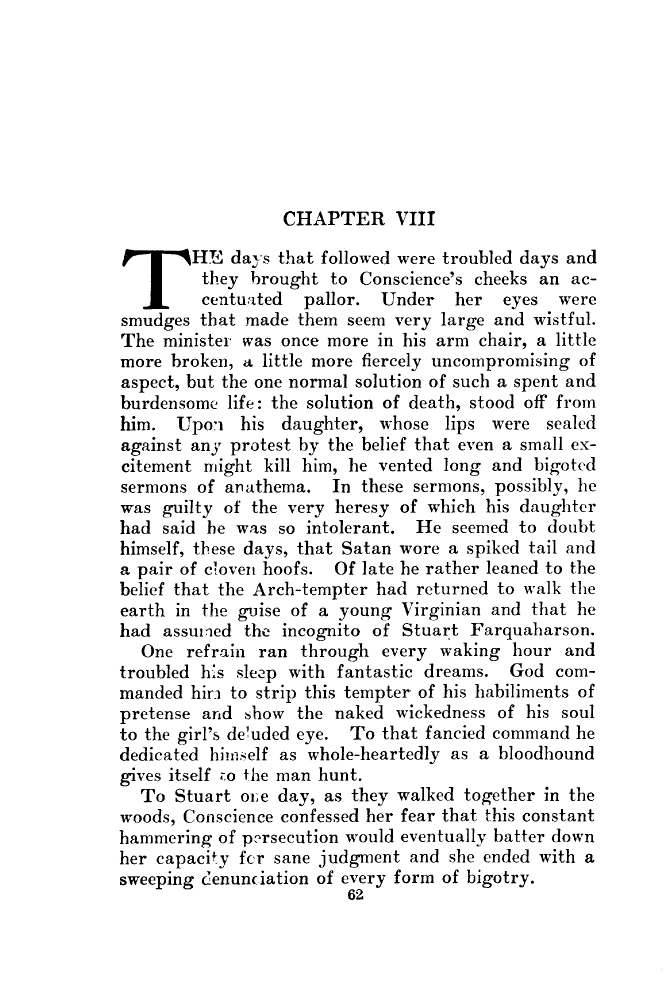 CHAPTER VIII
THE days that followed were troubled days and
they brought to Conscience's cheeks an ac-
centuated pallor. Under her eyes were
smudges that made them seem very large and wistful.
The minister was once more in his arm chair, a little
more broken, a little more fiercely uncompromising of
aspect, but the one normal solution of such a spent and
burdensome life: the solution of death, stood off from
him. Upon his daughter, whose lips were sealed
against any protest by the belief that even a small ex-
citement might kill him, he vented long and bigoted
sermons of anathema. In these sermons, possibly, he
was guilty of the very heresy of which his daughter
had said he was so intolerant. He seemed to doubt
himself, these days, that Satan wore a spiked tail and
a pair of cloven hoofs. Of late he rather leaned to the
belief that the Arch-tempter had returned to walk the
earth in the guise of a young Virginian and that he
had assumed the incognito of Stuart Farquaharson.
One refrain ran through every waking hour and
troubled his sleep with fantastic dreams. God com-
manded him to strip this tempter of his habiliments of
pretense and show the naked wickedness of his soul
to the girl's deluded eye. To that fancied command he
dedicated himself as whole-heartedly as a bloodhound
gives itself to the man hunt.
To Stuart one day, as they walked together in the
woods, Conscience confessed her fear that this constant
hammering of persecution would eventually batter down
her capacity for sane judgment and she ended with a
sweeping denunciation of every form of bigotry.
62